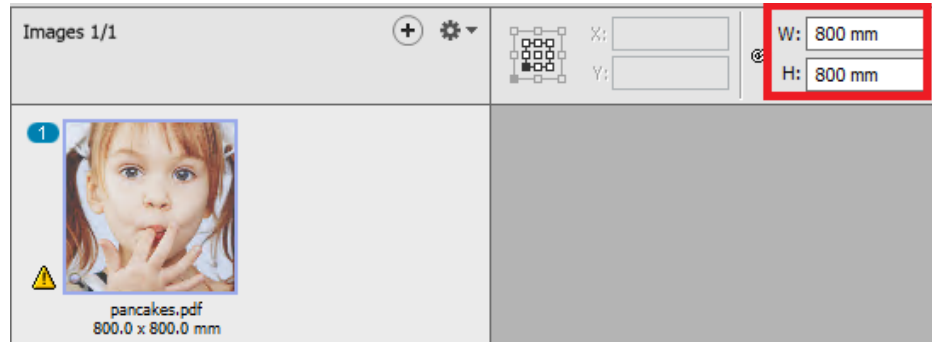 Images 1/1
X:
Y:
W: 800 mm
H: 800 mm
1
pancakes.pdf
800.0 x 800.0 mm